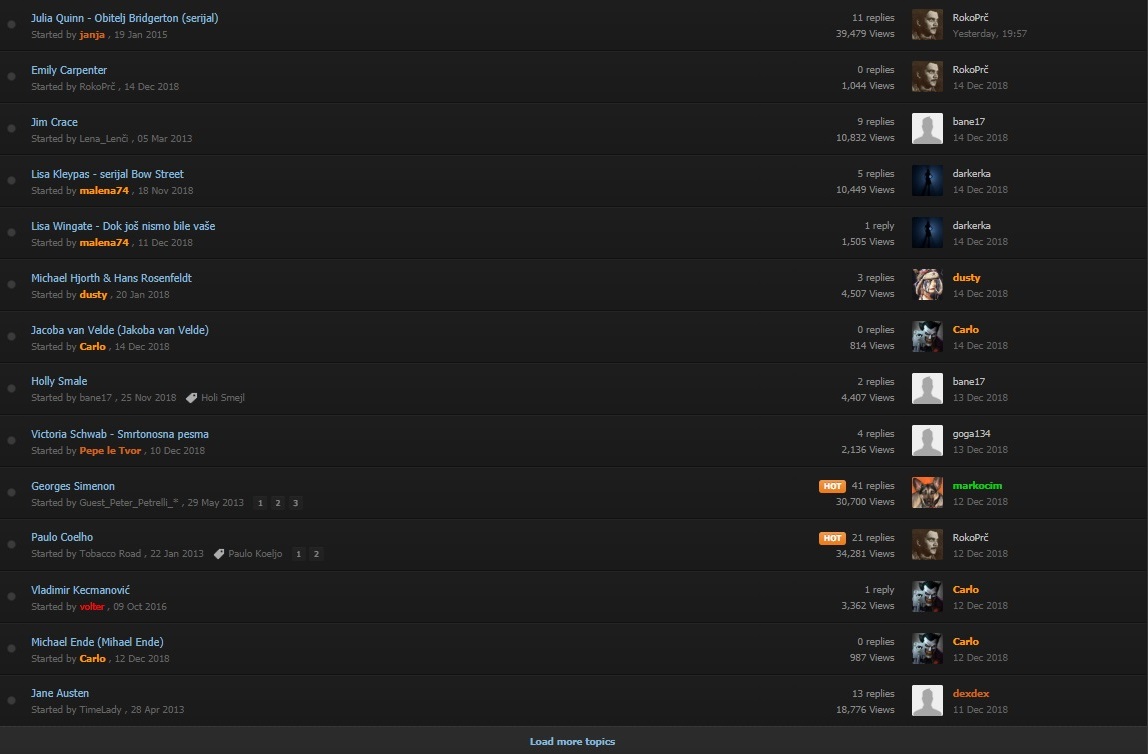 Julia Quinn - Obitelj Bridgerton (serijal)
Started by janja , 19 Jan 2015
11 replies
39,479 Views
RokoPrč
Yesterday, 19:57
Emily Carpenter
Started by RokoPrč , 14 Dec 2018
0 replies
1,044 Views
RokoPrč
14 Dec 2018
Jim Crace
Started by Lena_Lenči , 05 Mar 2013
9 replies
10,832 Views
bane17
14 Dec 2018
Lisa Kleypas - serijal Bow Street
Started by malena74 , 18 Nov 2018
5 replies
10,449 Views
darkerka
14 Dec 2018
Lisa Wingate - Dok još nismo bile vaše
Started by malena74 , 11 Dec 2018
1 reply
1,505 Views
darkerka
14 Dec 2018
Michael Hjorth & Hans Rosenfeldt
Started by dusty , 20 Jan 2018
3 replies
4,507 Views
dusty
14 Dec 2018
Jacoba van Velde (Jakoba van Velde)
Started by Carlo , 14 Dec 2018
0 replies
814 Views
Carlo
14 Dec 2018
Holly Smale
Started by bane17 , 25 Nov 2018 Holi Smejl
2 replies
4,407 Views
bane17
13 Dec 2018
Victoria Schwab - Smrtonosna pesma
Started by Pepe le Tvor , 10 Dec 2018
4 replies
2,136 Views
goga134
13 Dec 2018
Georges Simenon
Started by Guest_Peter_Petrelli_* , 29 May 2013 1 2 3
HOT 41 replies
30,700 Views
markocim
12 Dec 2018
Paulo Coelho
Started by Tobacco Road , 22 Jan 2013 Paulo Koeljo 1 2
HOT 21 replies
34,281 Views
RokoPrč
12 Dec 2018
Vladimir Kecmanović
Started by volter , 09 Oct 2016
1 reply
3,362 Views
Carlo
12 Dec 2018
Michael Ende (Mihael Ende)
Started by Carlo , 12 Dec 2018
0 replies
987 Views
Carlo
12 Dec 2018
Jane Austen
Started by TimeLady , 28 Apr 2013
13 replies
18,776 Views
dexdex
11 Dec 2018
Load more topics